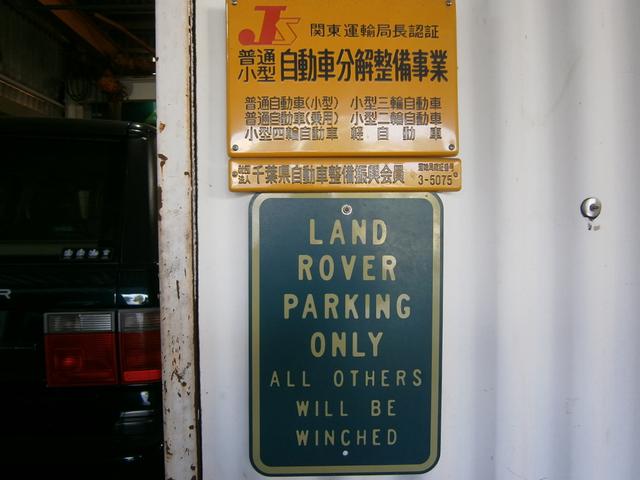 JS 関東運輸局長認証
普通
小型 自動車分解整備事業
普通自動車(小型) 小型三輪自動車
普通自動車(乗用) 小型二輪自動車
小型四輪自動車 軽自動車
社団
法人 千葉県自動車整備振興会員
3-5075
LAND
ROVER
PARKING
ONLY
ALL OTHERS
WILL BE
WINCHED
R